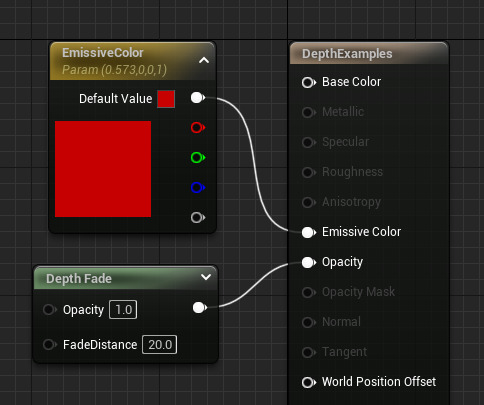 EmissiveColor
Param (0.573,0,0,1)
Default Value
Depth Fade
Opacity 1.0
FadeDistance 20.0
DepthExamples
Base Color
Metallic
Specular
Roughness
Anisotropy
Emissive Color
Opacity
Opacity Mask
Normal
Tangent
World Position Offset